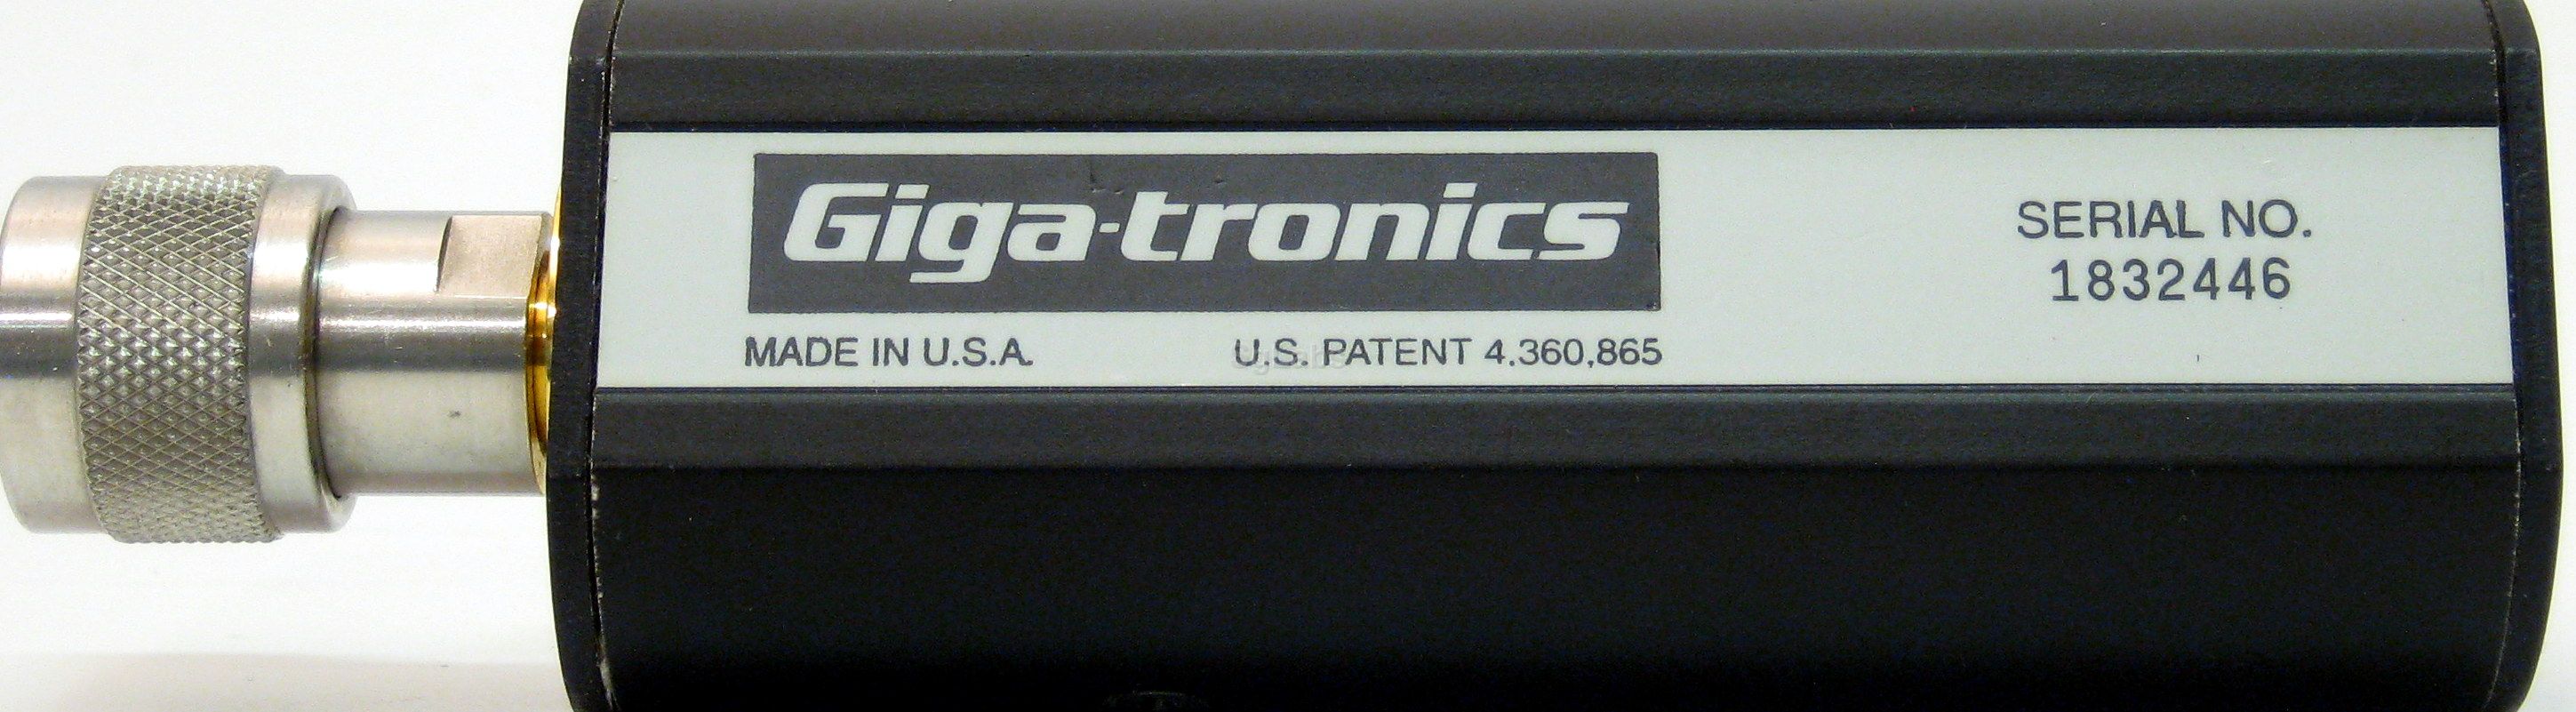 Giga-tronics
MADE IN U.S.A. U.S. PATENT 4,360,865
SERIAL NO.
1832446